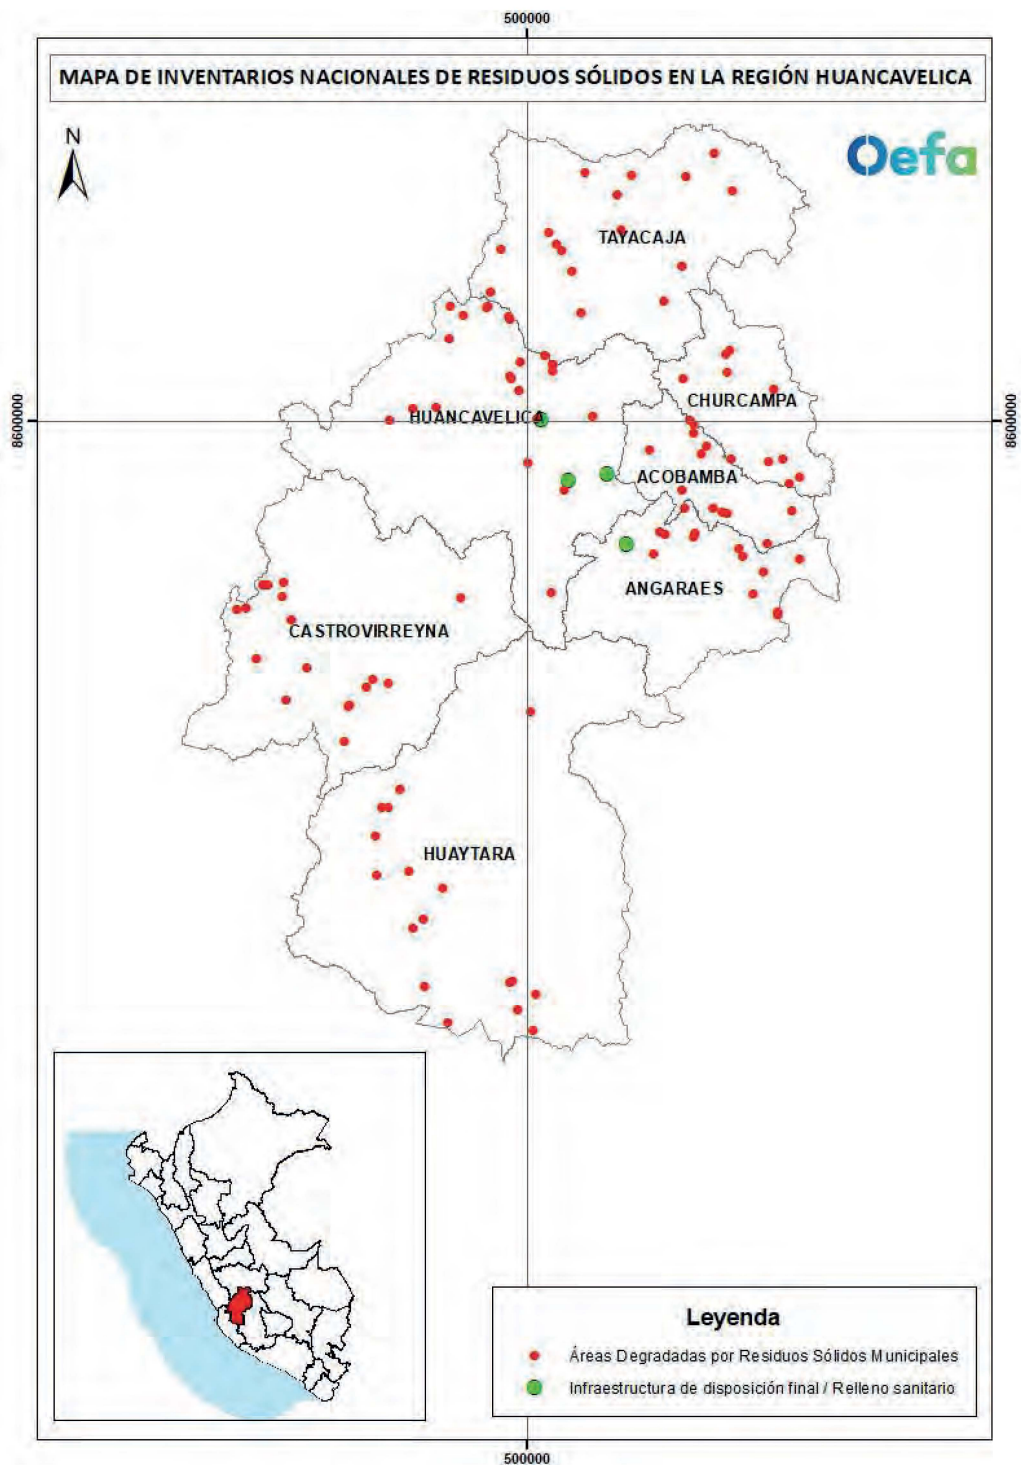 500000
MAPA DE INVENTARIOS NACIONALES DE RESIDUOS SÓLIDOS EN LA REGIÓN HUANCAVELICA
N
Oefa
TAYACAJA
CHURCAMPA
HUANCAVELICA
8600000
8600000
ACOBAMBA
ANGARAES
CASTROVIRREYNA
HUAYTARA
Leyenda
Áreas Degradadas por Residuos Sólidos Municipales
Infraestructura de disposición final / Relleno sanitario
500000